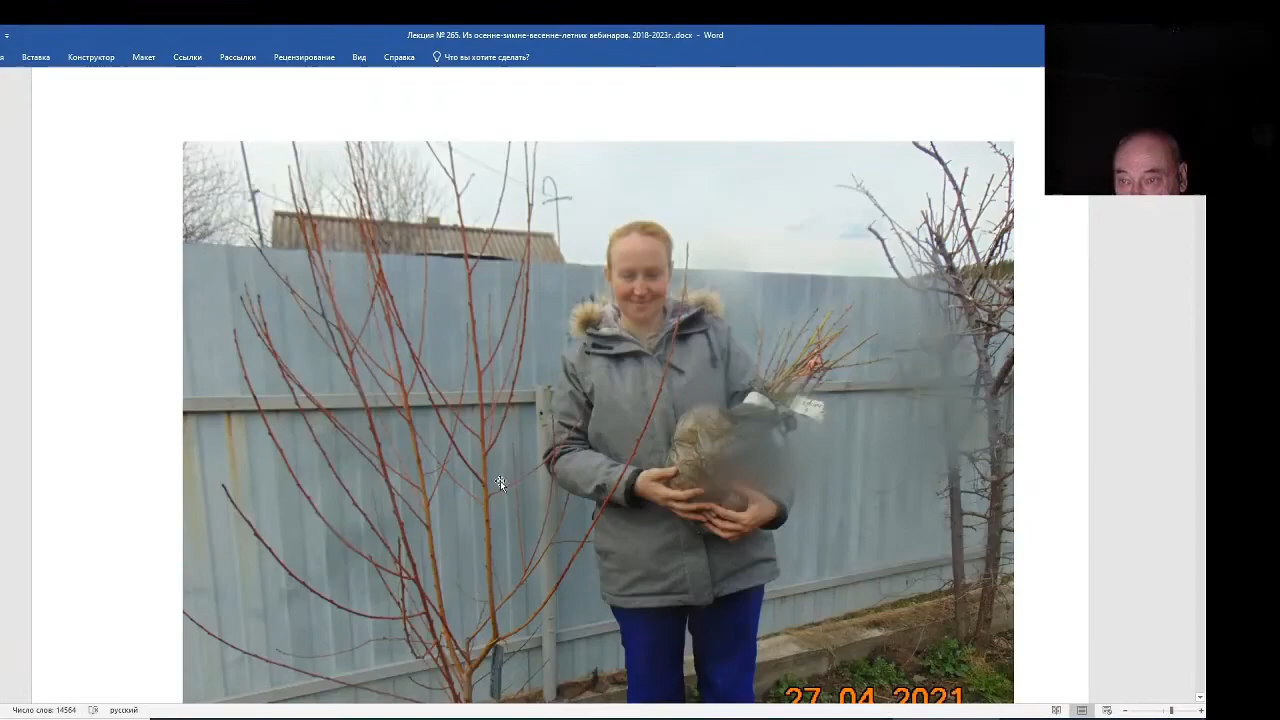 Лекция № 265. Из осенне-зимне-весенне-летних вебинаров. 2018-2023г..docx - Word
Вставка Конструктор Макет Ссылки Рассылки Рецензирование Вид Справка Что вы хотите сделать?
27 04 2021
Число слов: 14564 русский